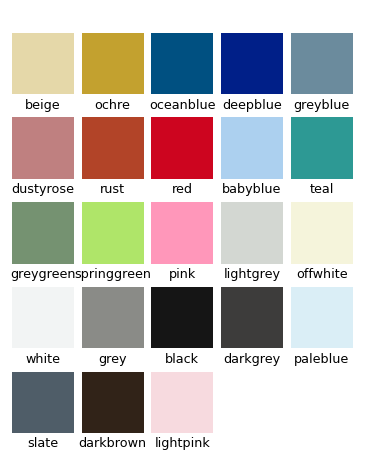 beige ochre oceanblue deepblue greyblue
dustyrose rust red babyblue teal
greygreen springgreen pink lightgrey offwhite
white grey black darkgrey paleblue
slate darkbrown lightpink